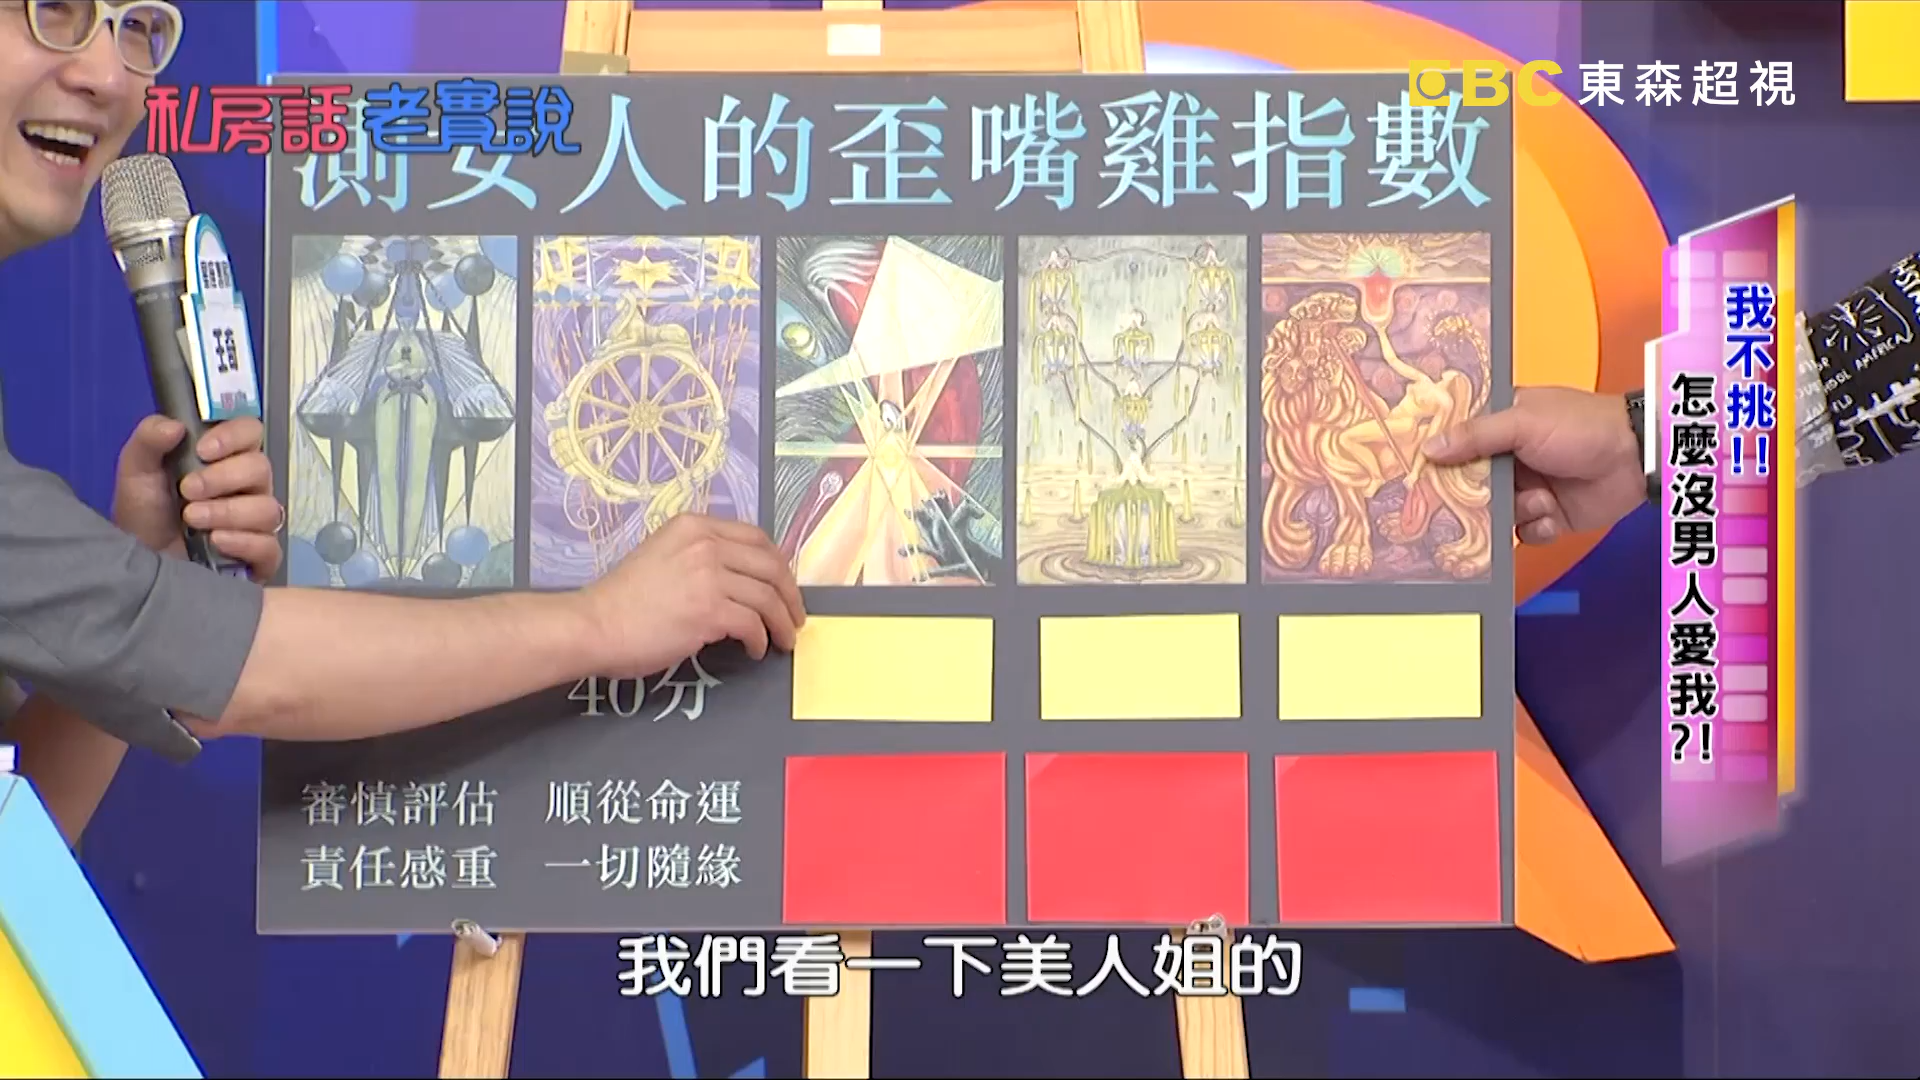 EBC 東森超視
私房話老實說
測女人的歪嘴雞指數
40分
審慎評估
責任感重
順從命運
一切隨緣
我不挑!!
怎麼沒男人愛我?!
我們看一下美人姐的